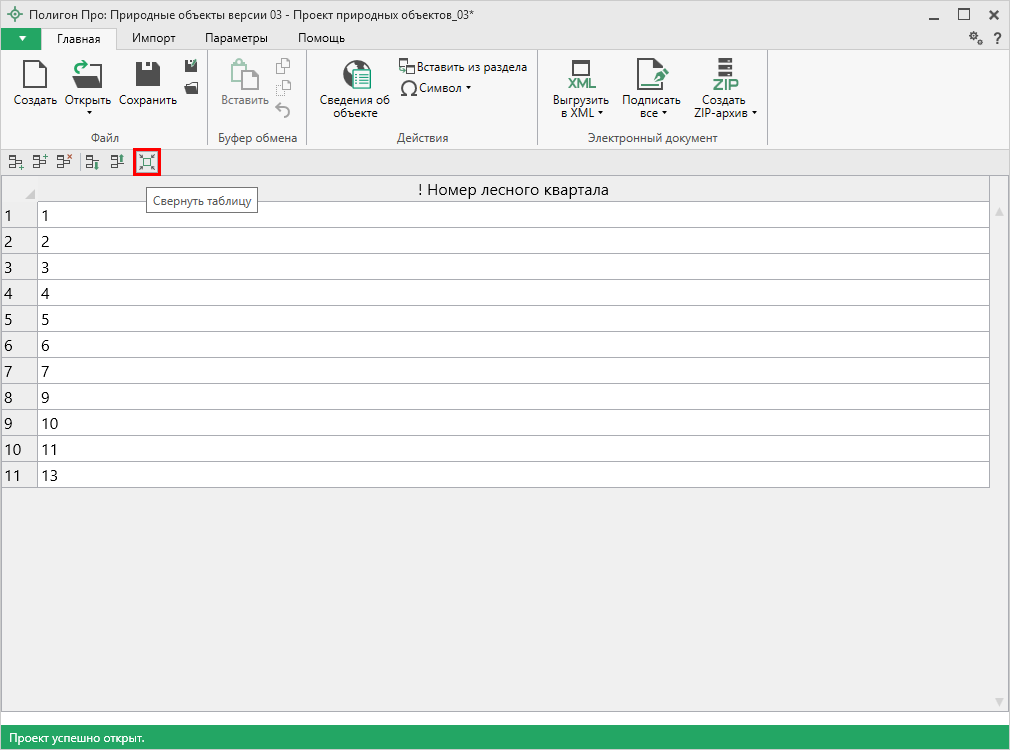 Полигон Про: Природные объекты версии 03 - Проект природных объектов_03*
Главная Импорт Параметры Помощь
?
Создать Открыть Сохранить
Файл
Вставить
Буфер обмена
Сведения об
объекте
Вставить из раздела
Символ
Действия
XML
Выгрузить
в XML
Подписать
все
ZIP
Создать
ZIP-архив
Электронный документ
Свернуть таблицу
! Номер лесного квартала
1 1
2 2
3 3
4 4
5 5
6 6
7 7
8 9
9 10
10 11
11 13
Проект успешно открыт.